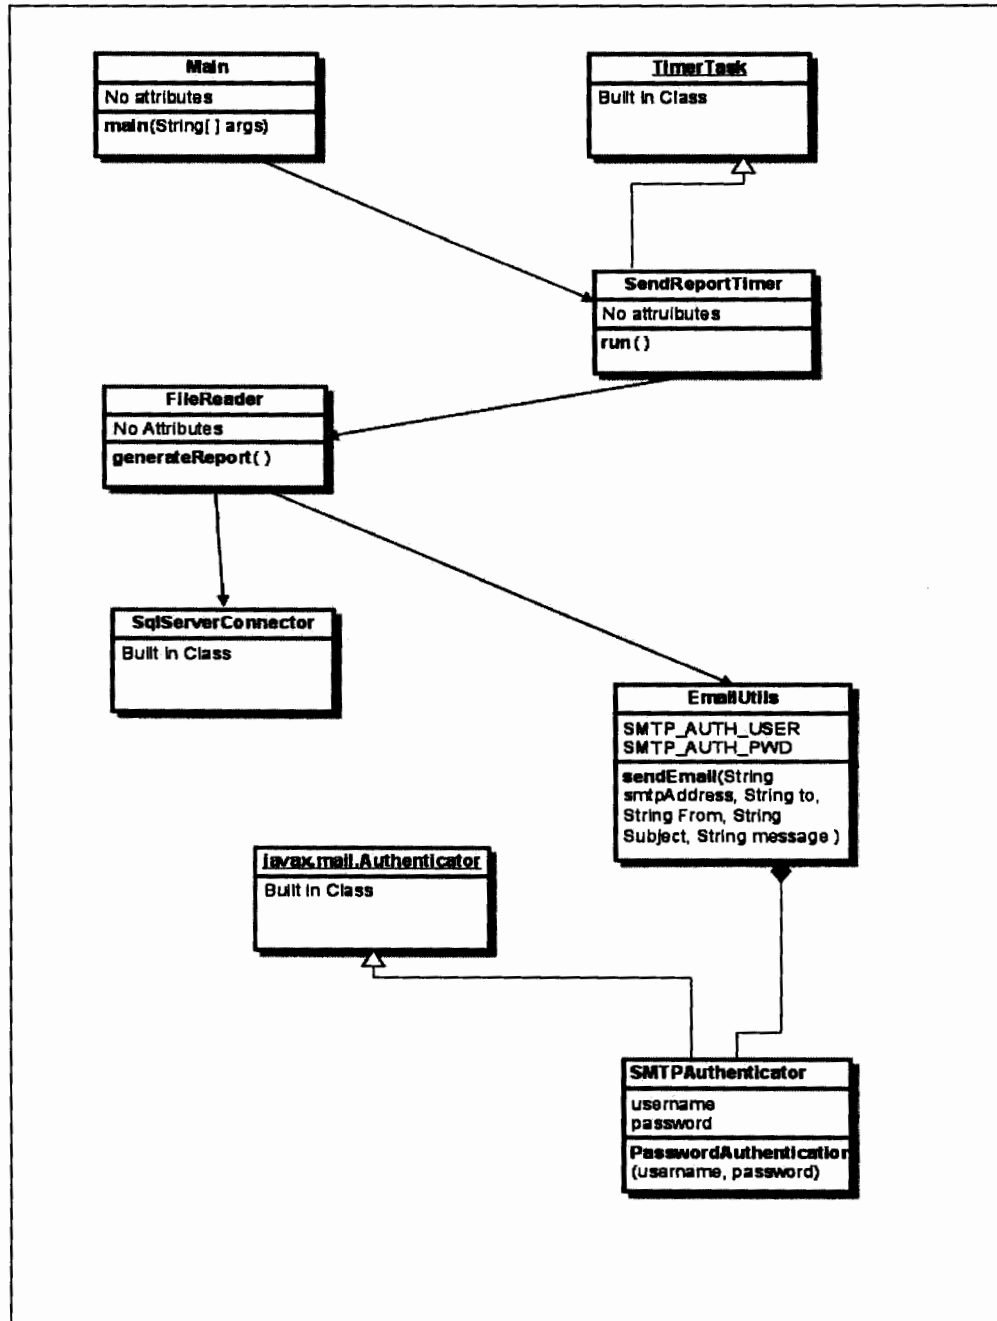 Main
No attributes
main(String[ ] args)
TimerTask
Built in Class
SendReportTimer
No attruibutes
run( )
FileReader
No Attributes
generateReport( )
SqlServerConnector
Built in Class
EmailUtils
SMTP_AUTH_USER
SMTP_AUTH_PWD
sendEmail(String
smtpAddress, String to,
String From, String
Subject, String message )
javax.mail.Authenticator
Built in Class
SMTPAuthenticator
username
password
PasswordAuthentication
(username, password)